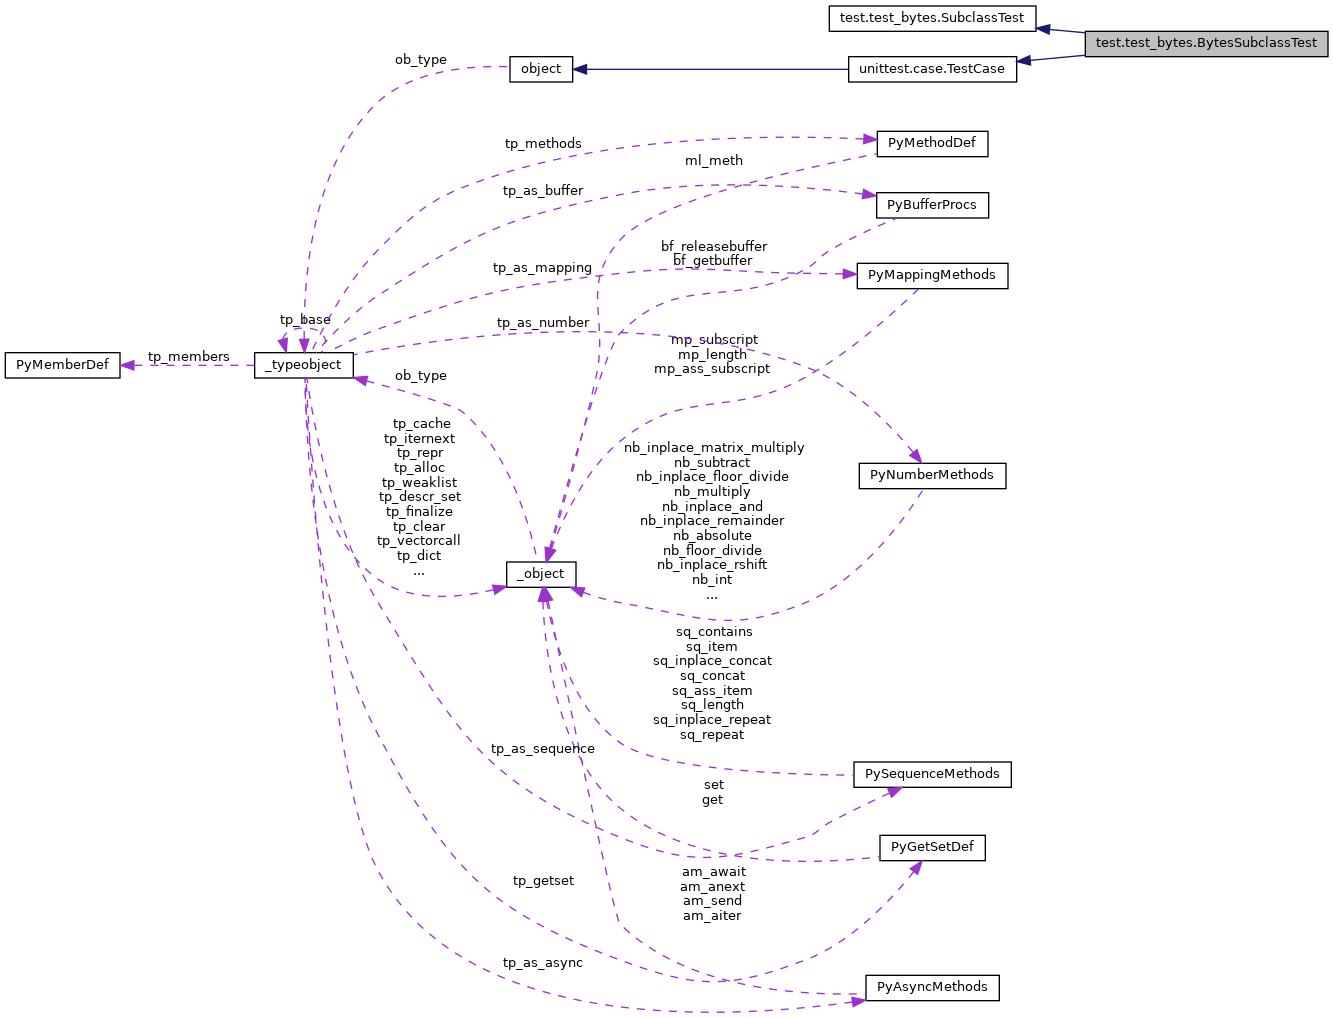 test.test_bytes.SubclassTest
test.test_bytes.BytesSubclassTest
ob_type
object
unittest.case.TestCase
tp_methods
PyMethodDef
ml_meth
tp_as_buffer
PyBufferProcs
bf_releasebuffer
bf_getbuffer
tp_as_mapping
PyMappingMethods
tp_base
tp_as_number
mp_subscript
mp_length
mp_ass_subscript
PyMemberDef
tp_members
_typeobject
ob_type
tp_cache
tp_iternext
tp_repr
tp_alloc
tp_weaklist
tp_descr_set
tp_finalize
tp_clear
tp_vectorcall
tp_dict
...
nb_inplace_matrix_multiply
nb_subtract
nb_inplace_floor_divide
nb_multiply
nb_inplace_and
nb_inplace_remainder
nb_absolute
nb_floor_divide
nb_inplace_rshift
nb_int
...
PyNumberMethods
_object
sq_contains
sq_item
sq_inplace_concat
sq_concat
sq_ass_item
sq_length
sq_inplace_repeat
sq_repeat
tp_as_sequence
PySequenceMethods
set
get
PyGetSetDef
tp_getset
am_await
am_anext
am_send
am_aiter
tp_as_async
PyAsyncMethods